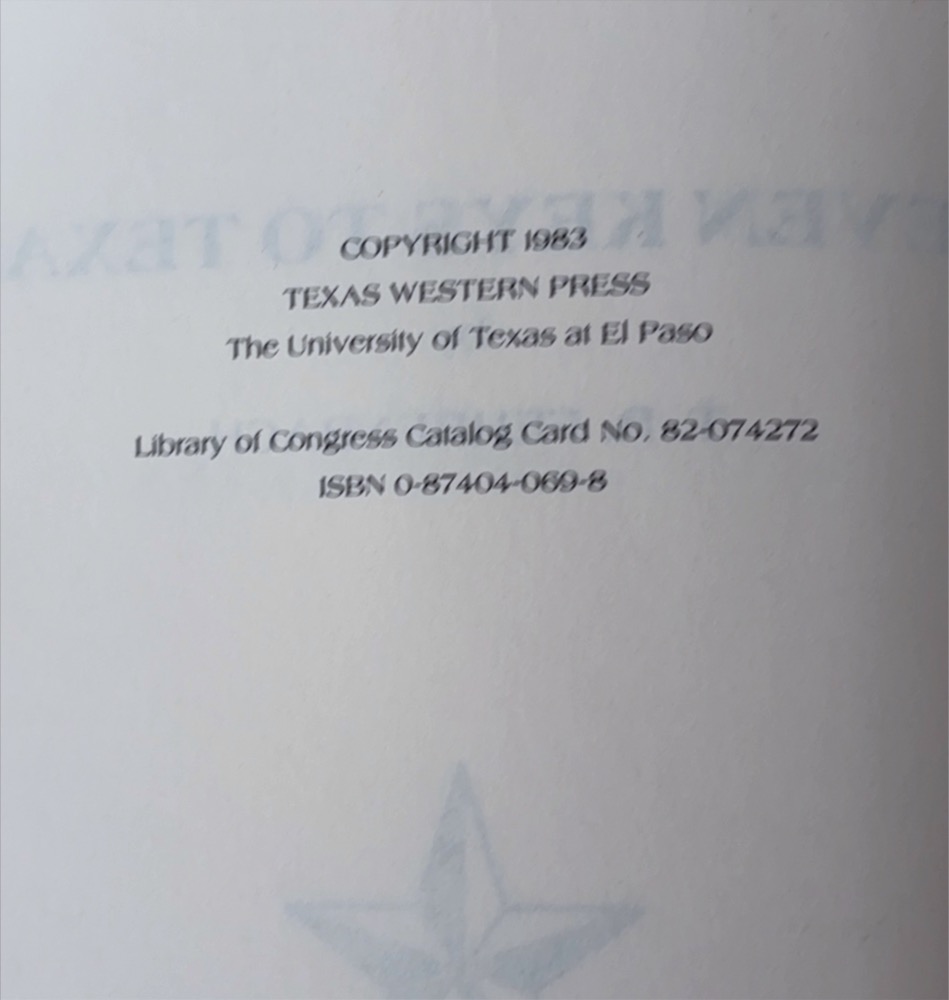 COPYRIGHT 1983
TEXAS WESTERN PRESS
The University of Texas at El Paso
Library of Congress Catalog Card No. 82-074272
ISBN 0-87404-069-8